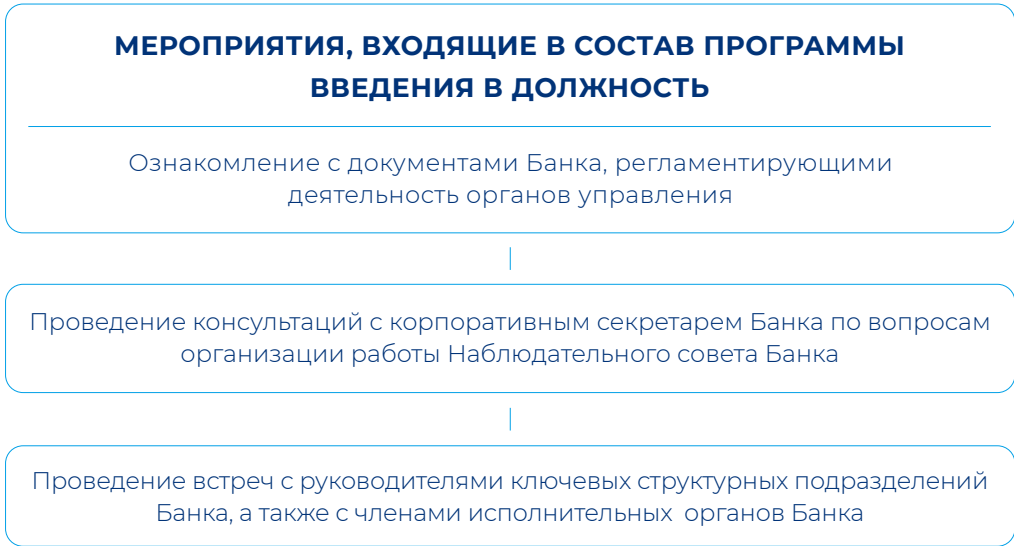 МЕРОПРИЯТИЯ, ВХОДЯЩИЕ В СОСТАВ ПРОГРАММЫ
ВВЕДЕНИЯ В ДОЛЖНОСТЬ
Ознакомление с документами Банка, регламентирующими
деятельность органов управления
Проведение консультаций с корпоративным секретарем Банка по вопросам
организации работы Наблюдательного совета Банка
Проведение встреч с руководителями ключевых структурных подразделений
Банка, а также с членами исполнительных органов Банка